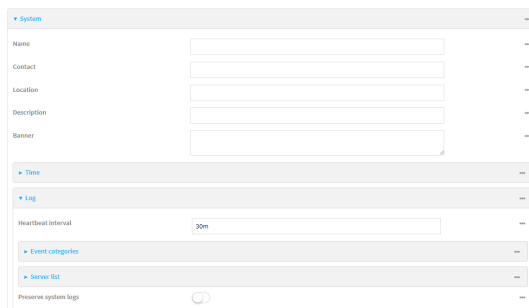 ▾ System
Name
Contact
Location
Description
Banner
▸ Time
▾ Log
Heartbeat interval 30m
▸ Event categories
▸ Server list
Preserve system logs